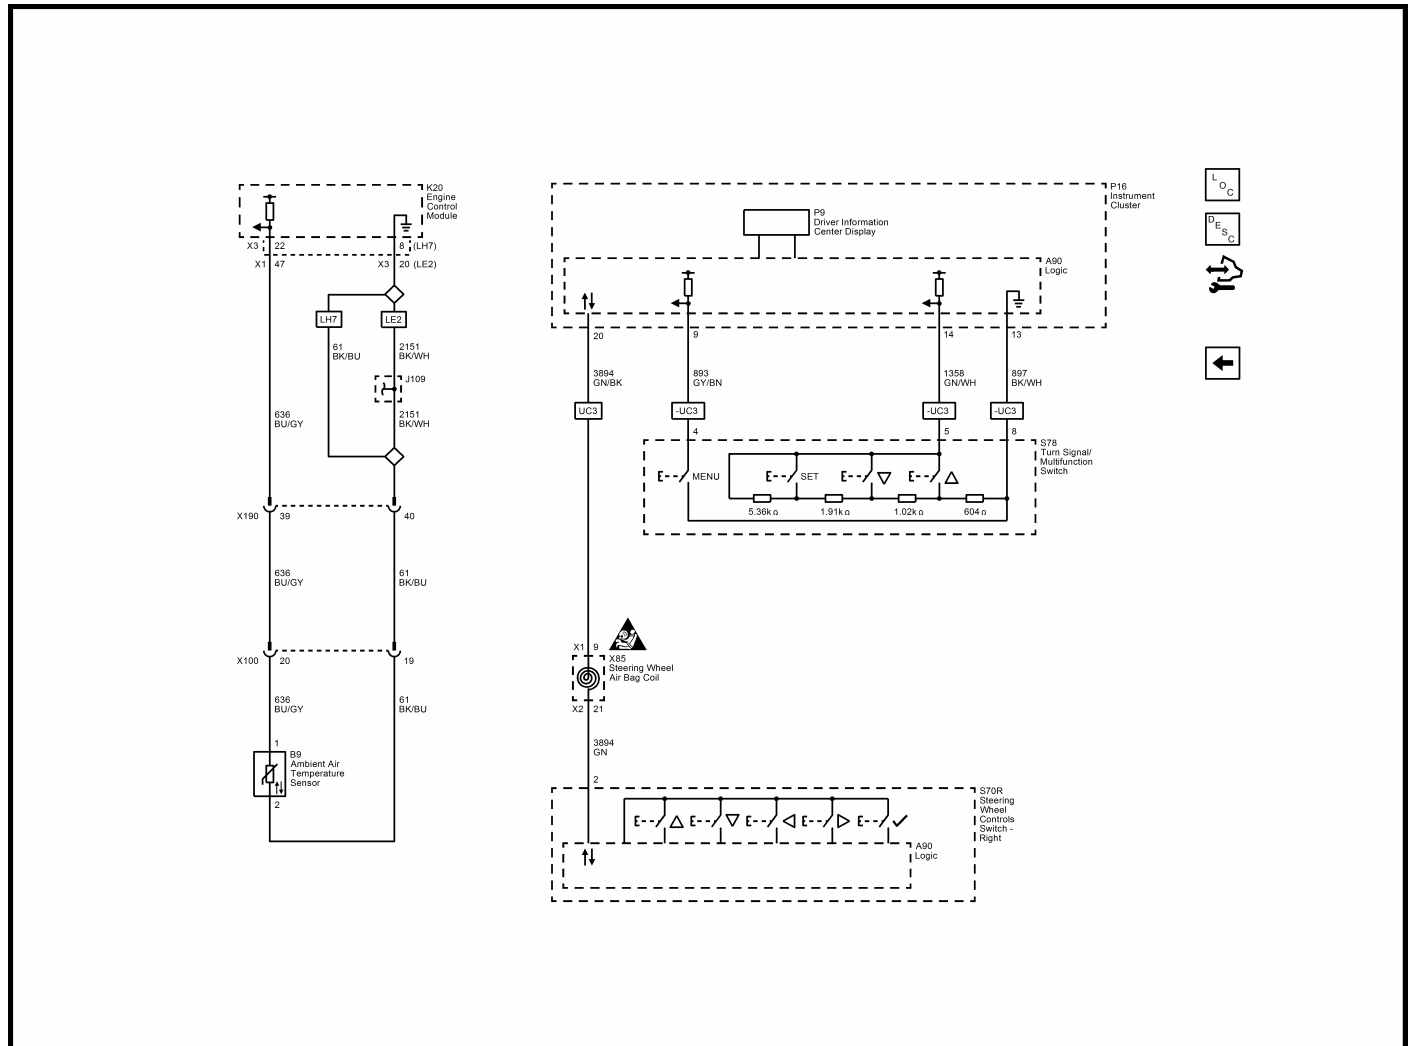 K20
Engine
Control
Module
X3 22
8 (LH7)
X1 47
X3 20 (LE2)
LH7
LE2
61
BK/BU
2151
BK/WH
J109
636
BU/GY
2151
BK/WH
X190 39
40
636
BU/GY
61
BK/BU
X100 20
19
636
BU/GY
61
BK/BU
1
B9
Ambient Air
Temperature
Sensor
2
P16
Instrument
Cluster
P9
Driver Information
Center Display
A90
Logic
20
9
14
13
3894
GN/BK
893
GY/BN
1358
GN/WH
897
BK/WH
UC3
-UC3
-UC3
-UC3
4
5
8
S78
Turn Signal/
Multifunction
Switch
MENU
SET
5.36k Ω
1.91k Ω
1.02k Ω
604 Ω
X1 9
X85
Steering Wheel
Air Bag Coil
X2 21
3894
GN
2
S70R
Steering
Wheel
Controls
Switch -
Right
A90
Logic
L
O
C
D
E
S
C